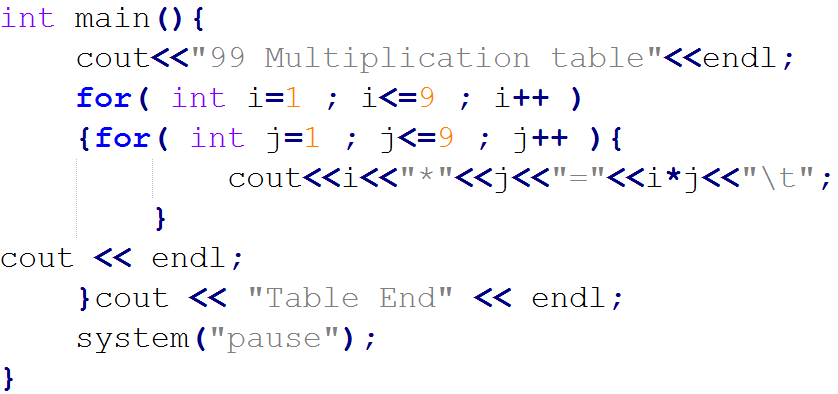 int main(){
    cout<<"99 Multiplication table"<<endl;
    for( int i=1 ; i<=9 ; i++ )
    {for( int j=1 ; j<=9 ; j++ ){
            cout<<i<<"*"<<j<<"="<<i*j<<"\t";
        }
cout << endl;
    }cout << "Table End" << endl;
    system("pause");
}